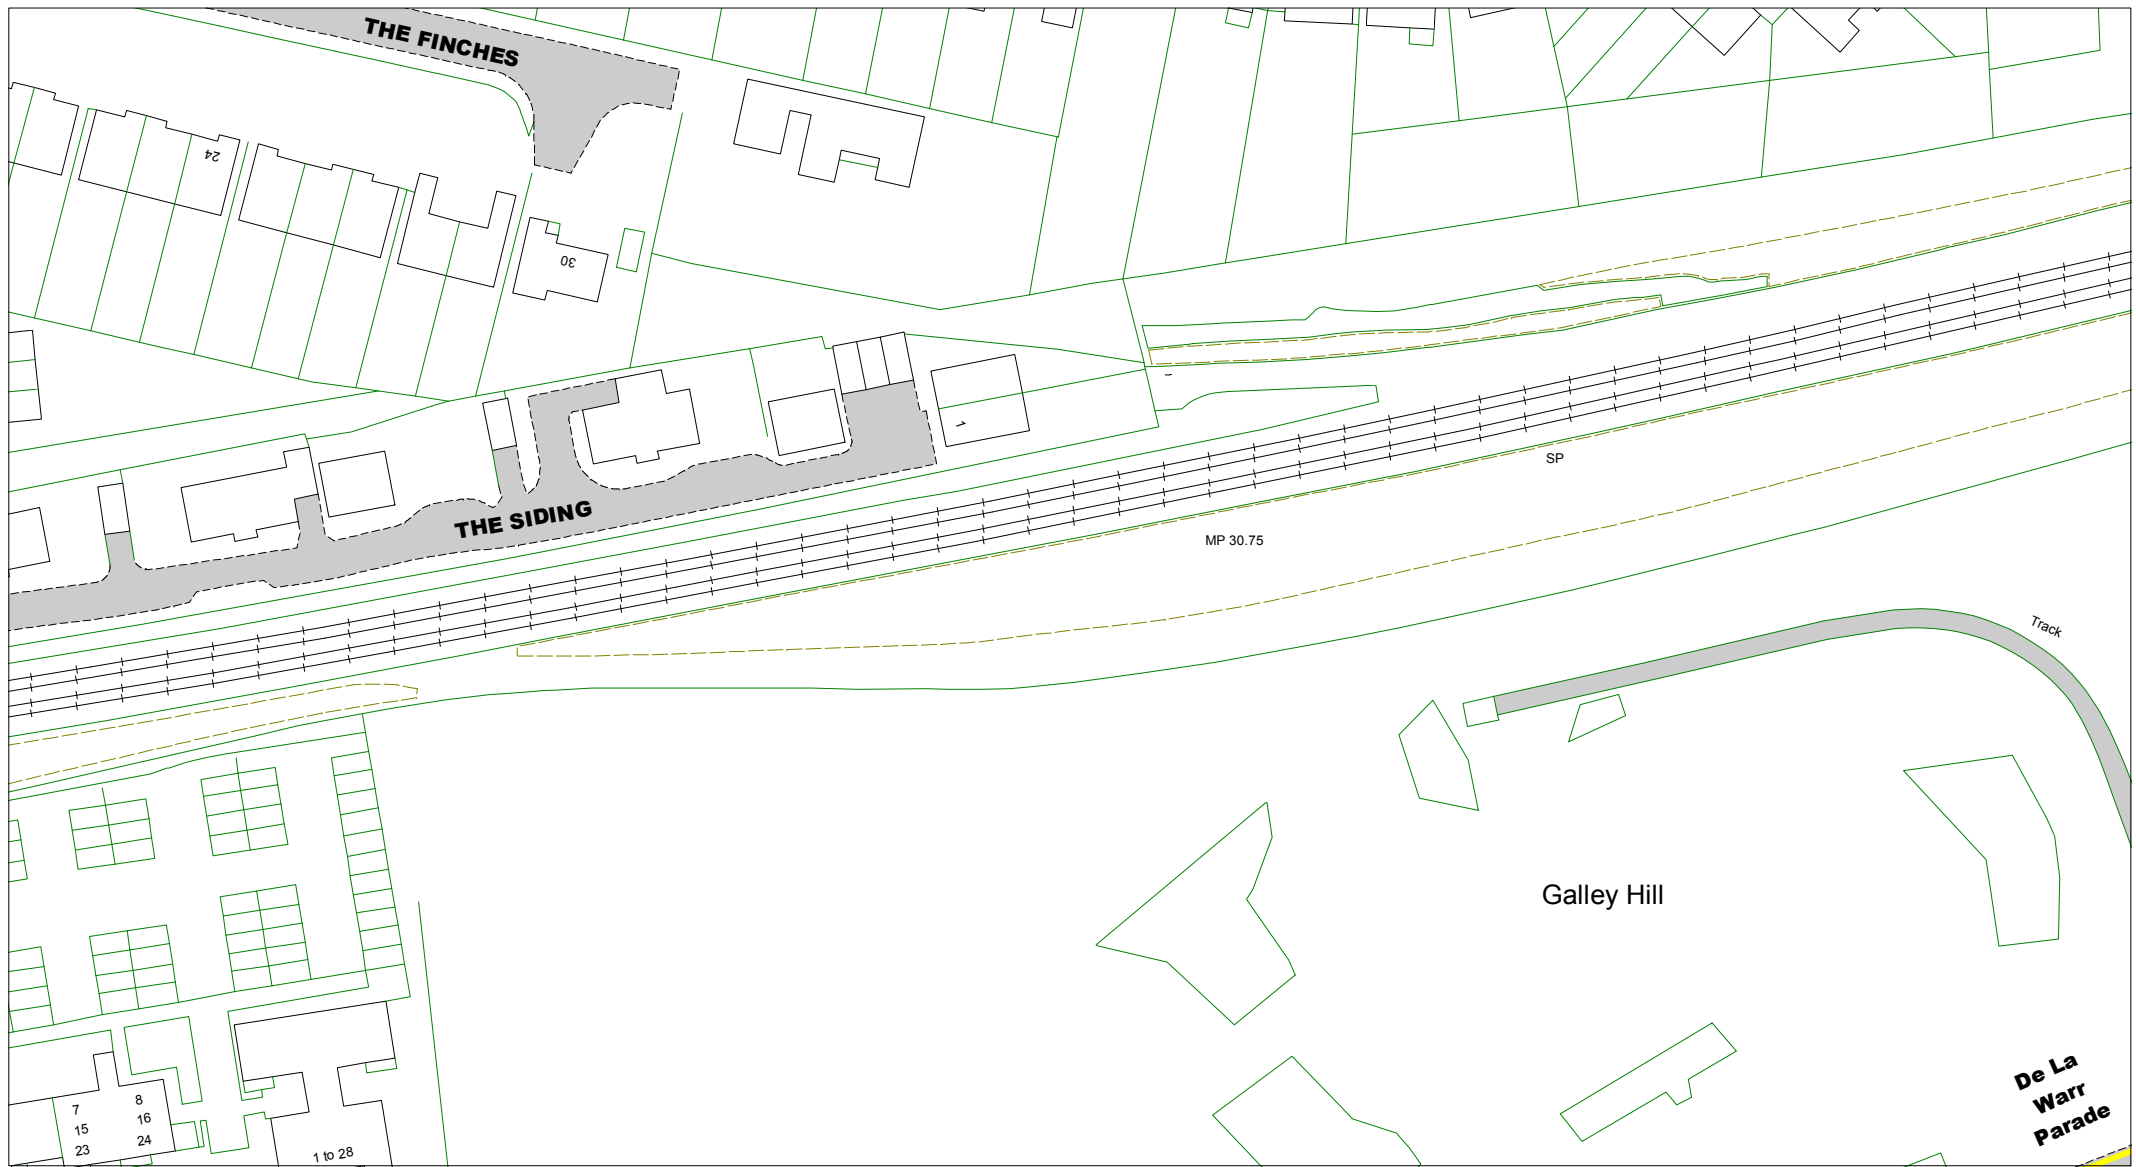 THE FINCHES
24
30
1
THE SIDING
SP
MP 30.75
Track
Galley Hill
De La
Warr
Parade
7
8
15
16
23
24
1 to 28